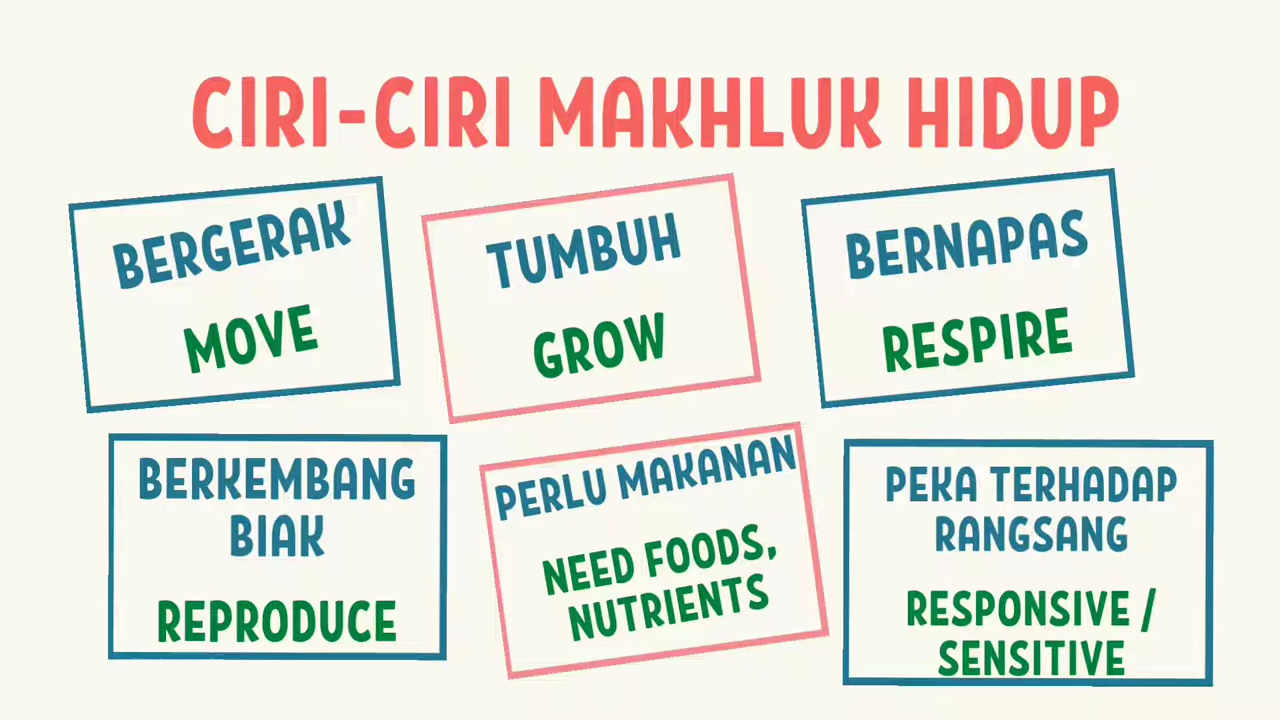 CIRI-CIRI MAKHLUK HIDUP
BERGERAK
MOVE
TUMBUH
GROW
BERNAPAS
RESPIRE
BERKEMBANG
BIAK
REPRODUCE
PERLU MAKANAN
NEED FOODS,
NUTRIENTS
PEKA TERHADAP
RANGSANG
RESPONSIVE /
SENSITIVE